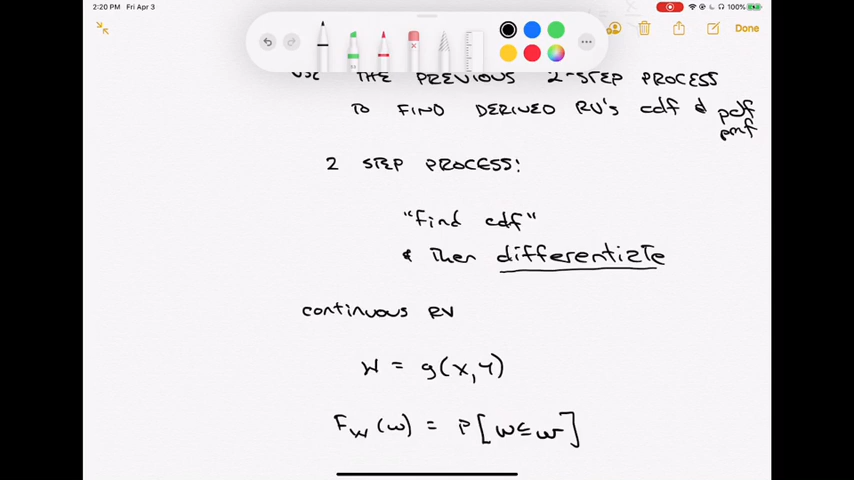 2:20 PM Fri Apr 3
100%
Done
USE THE PREVIOUS 2-STEP PROCESS
TO FIND DERIVED RV'S cdf & pdf
pmf
2 STEP PROCESS:
"find cdf"
& then differentiate
continuous RV
W = g(X,Y)
F_W(w) = P[W≤w]